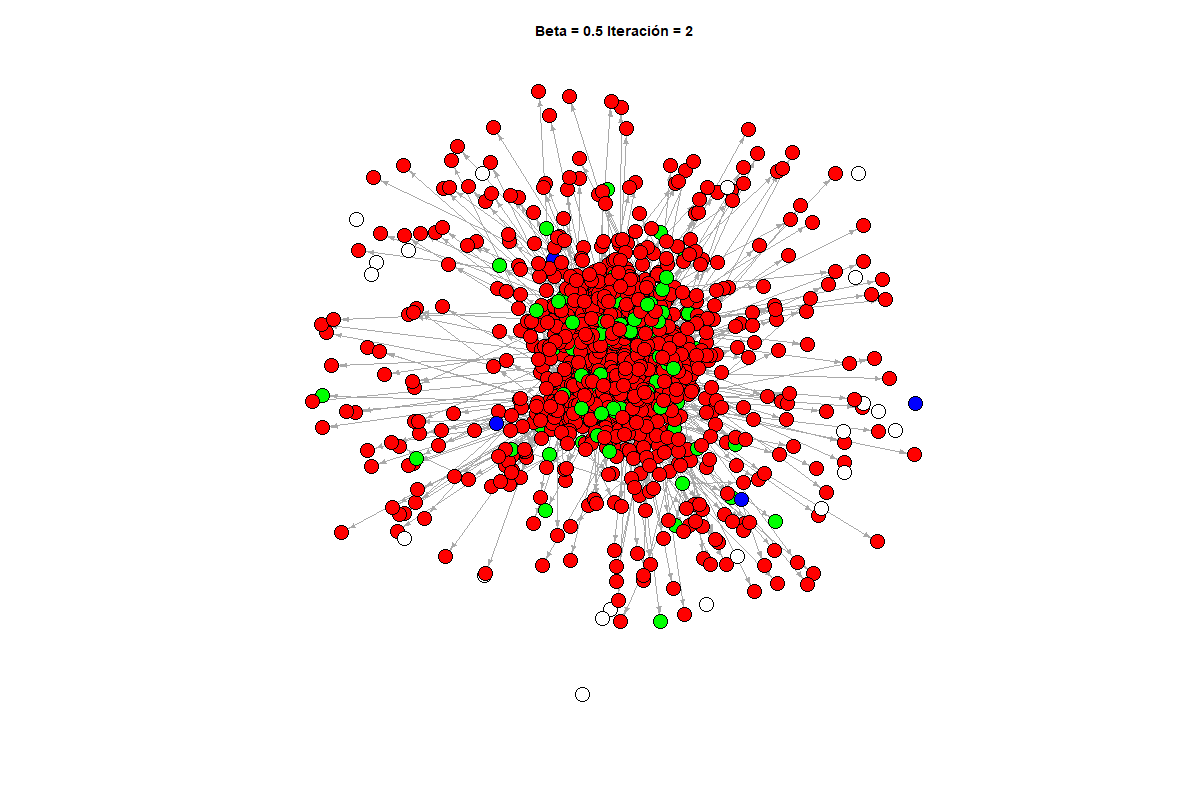 Beta = 0.5 Iteración = 2